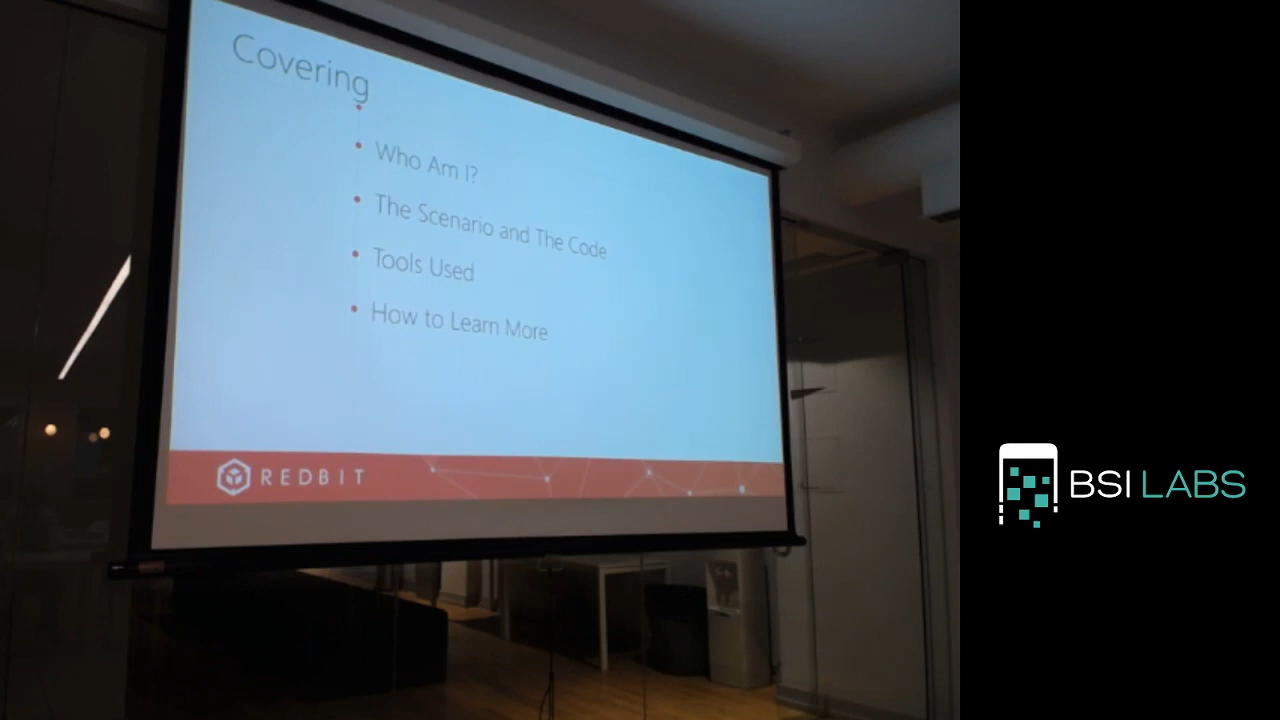 Covering
Who Am I?
The Scenario and The Code
Tools Used
How to Learn More
REDBIT
BSI LABS